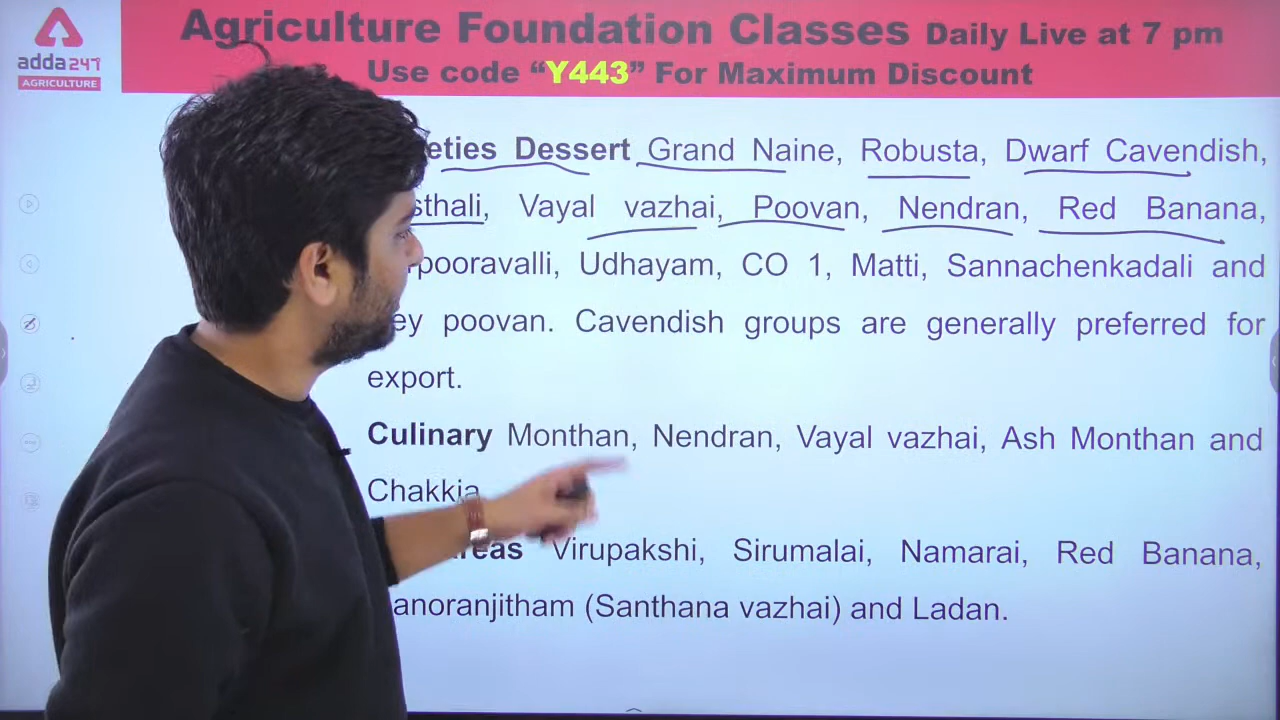 Agriculture Foundation Classes Daily Live at 7 pm
adda247
AGRICULTURE
Use code “Y443” For Maximum Discount
Dessert Grand Naine, Robusta, Dwarf Cavendish,
Vayal vazhai, Poovan, Nendran, Red Banana,
Udhayam, CO 1, Matti, Sannachenkadali and
poovan. Cavendish groups are generally preferred for
export.
Culinary Monthan, Nendran, Vayal vazhai, Ash Monthan and
Chakkia
Virupakshi, Sirumalai, Namarai, Red Banana,
(Santhana vazhai) and Ladan.